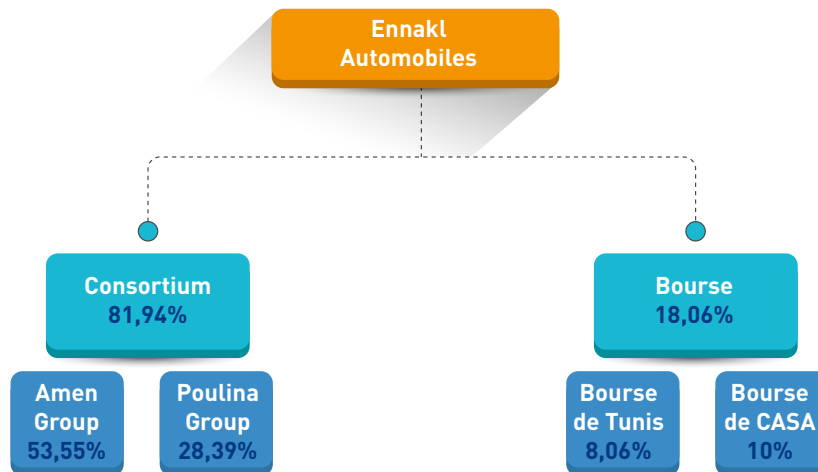 Ennakl
Automobiles
Consortium
81,94%
Bourse
18,06%
Amen
Group
53,55%
Poulina
Group
28,39%
Bourse
de Tunis
8,06%
Bourse
de CASA
10%